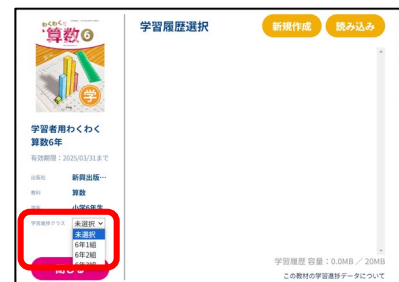 わくわく
算数6
学
学習者用わくわく
算数6年
有効期限：2025/03/31まで
出版社 新興出版…
教科 算数
小学6年生
学習進捗クラス 未選択
未選択
6年1組
6年2組
学習履歴選択
新規作成
読み込み
学習履歴 容量：0.0MB / 20MB
この教材の学習進捗データについて